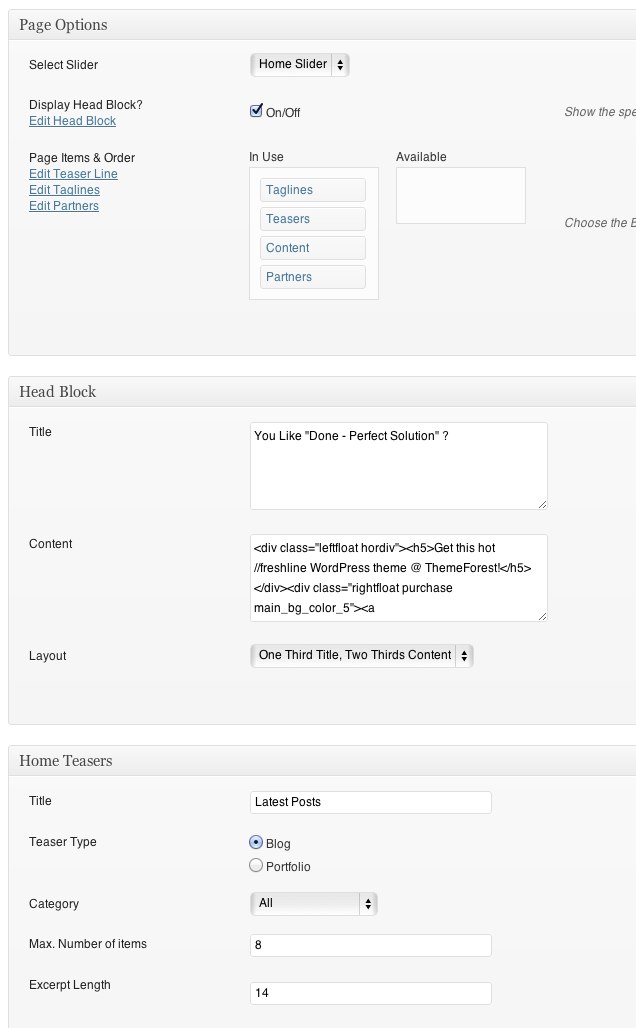 Page Options
Select Slider
Home Slider
Display Head Block?
Edit Head Block
On/Off
Show the spe
Page Items & Order
Edit Teaser Line
Edit Taglines
Edit Partners
In Use
Available
Taglines
Teasers
Content
Partners
Choose the E
Head Block
Title
You Like "Done - Perfect Solution" ?
Content
<div class="leftfloat hordiv"><h5>Get this hot
//freshline WordPress theme @ ThemeForest!</h5>
</div><div class="rightfloat purchase
main_bg_color_5"><a
Layout
One Third Title, Two Thirds Content
Home Teasers
Title
Latest Posts
Teaser Type
Blog
Portfolio
Category
All
Max. Number of items
8
Excerpt Length
14